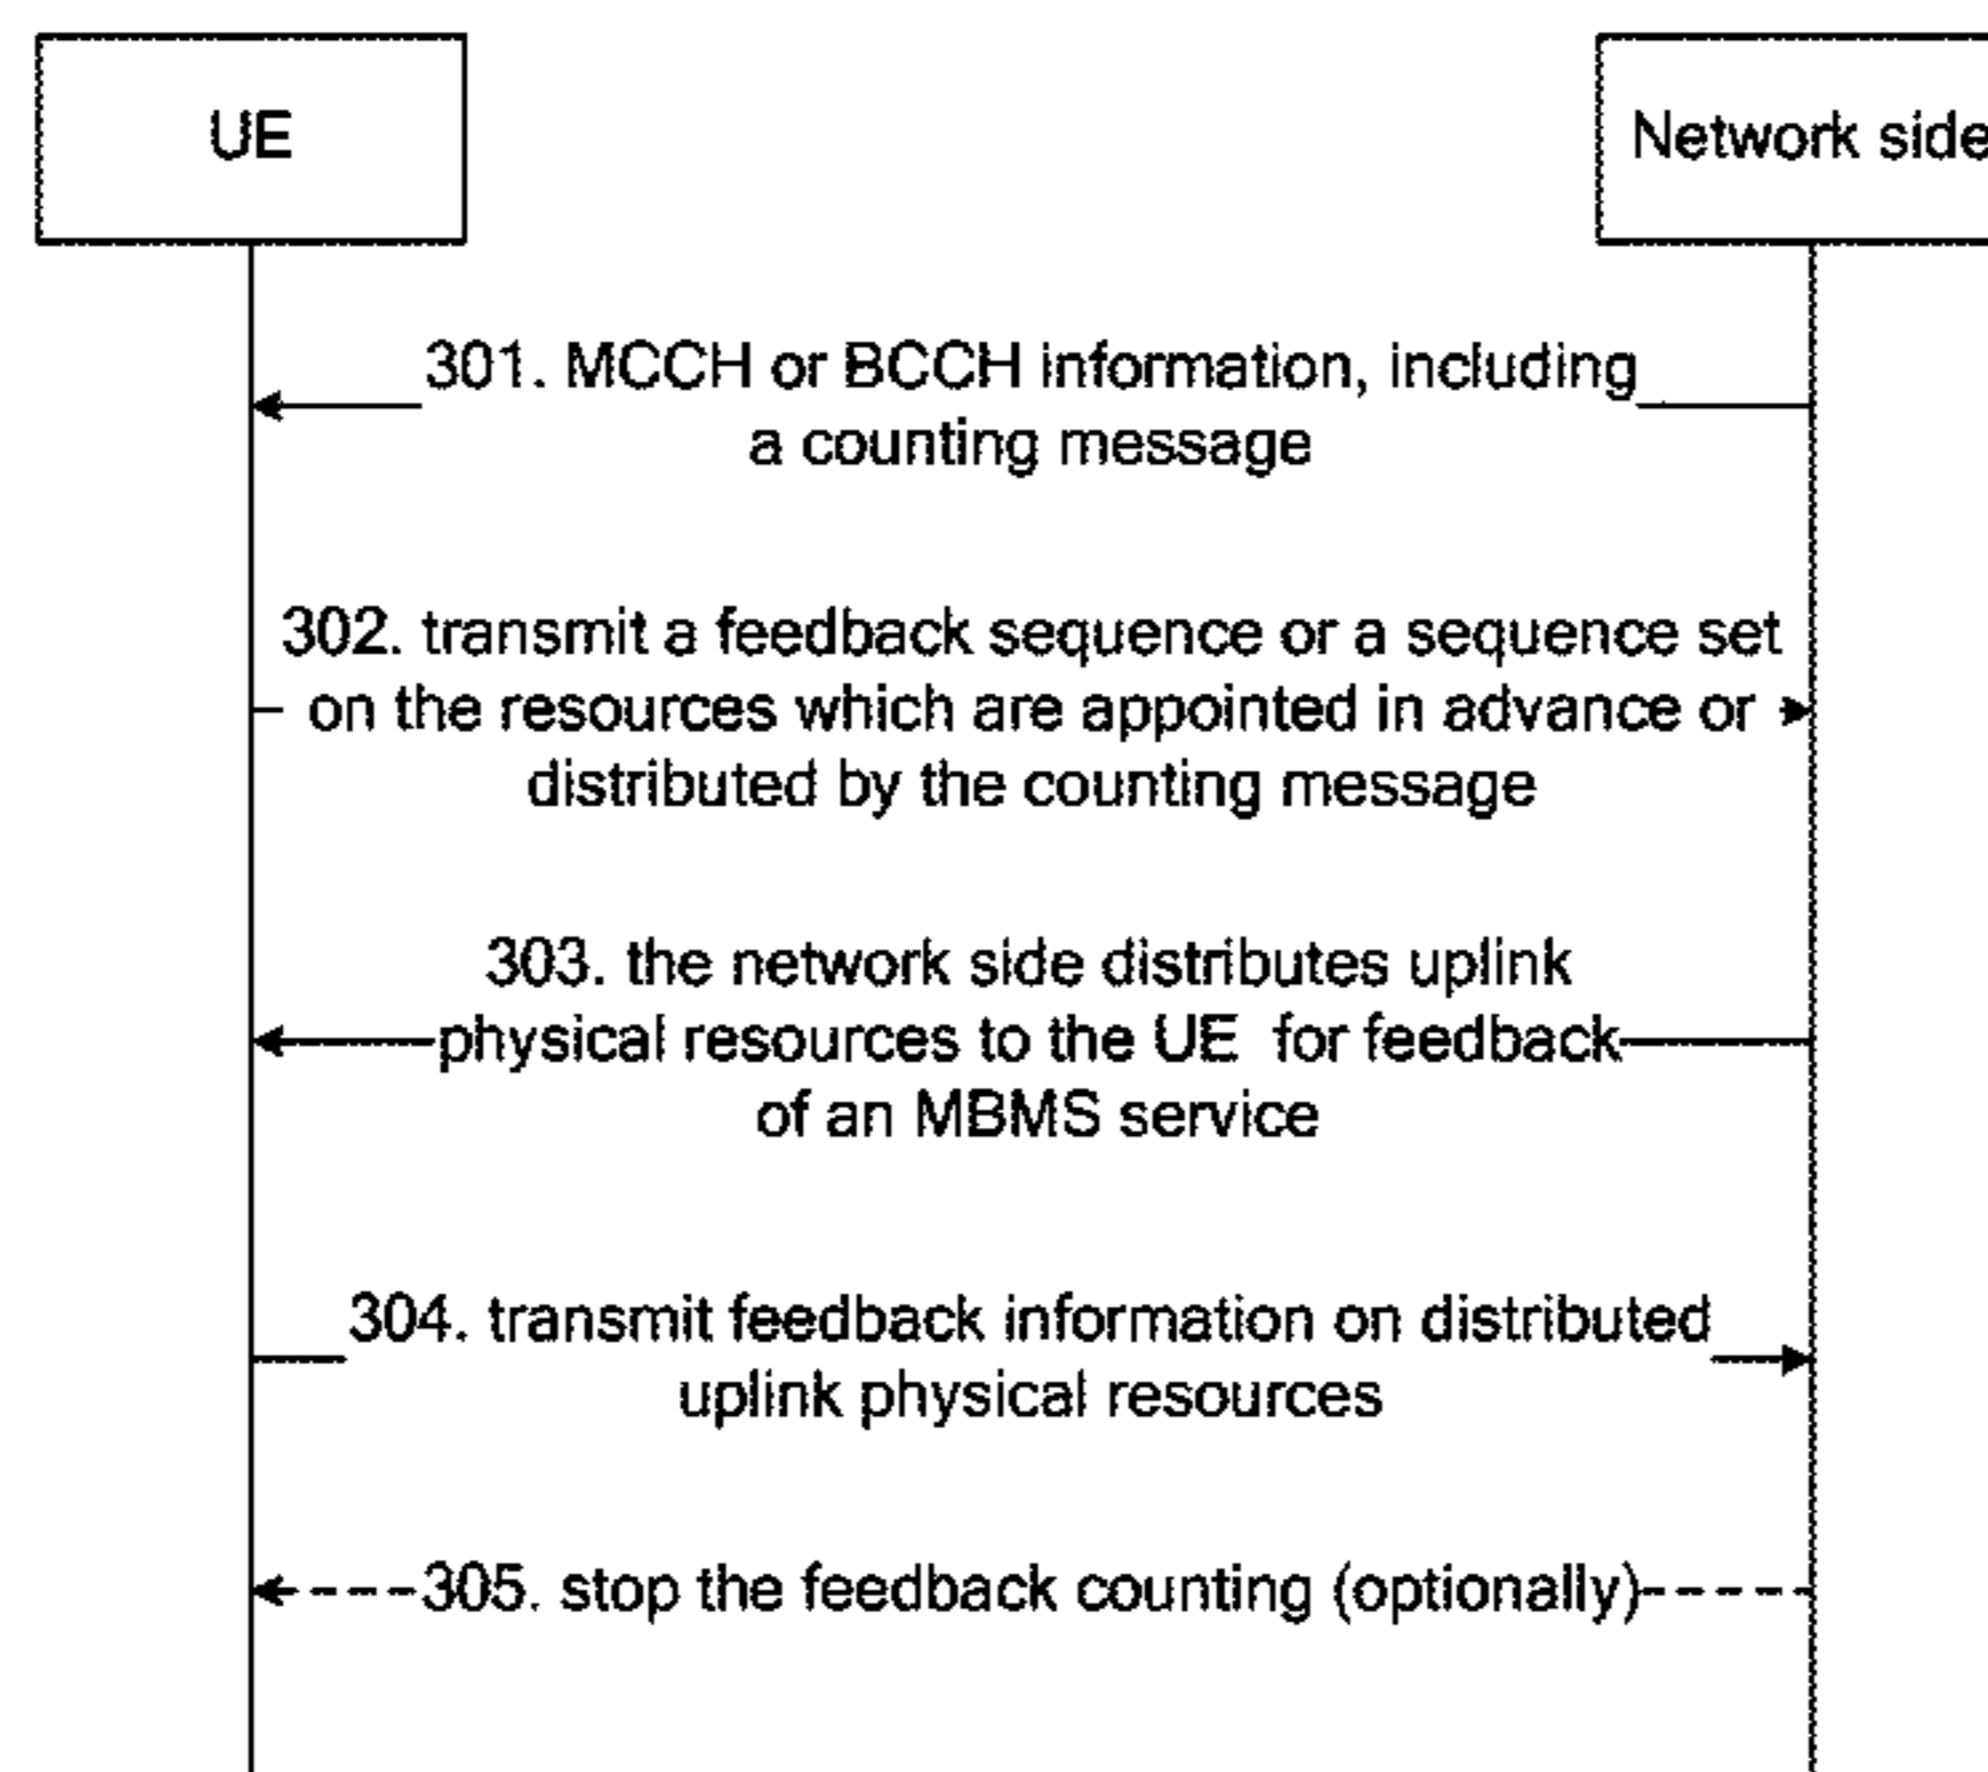 UE
Network side
301. MCCH or BCCH information, including
a counting message
302. transmit a feedback sequence or a sequence set
on the resources which are appointed in advance or
distributed by the counting message
303. the network side distributes uplink
physical resources to the UE for feedback
of an MBMS service
304. transmit feedback information on distributed
uplink physical resources
305. stop the feedback counting (optionally)